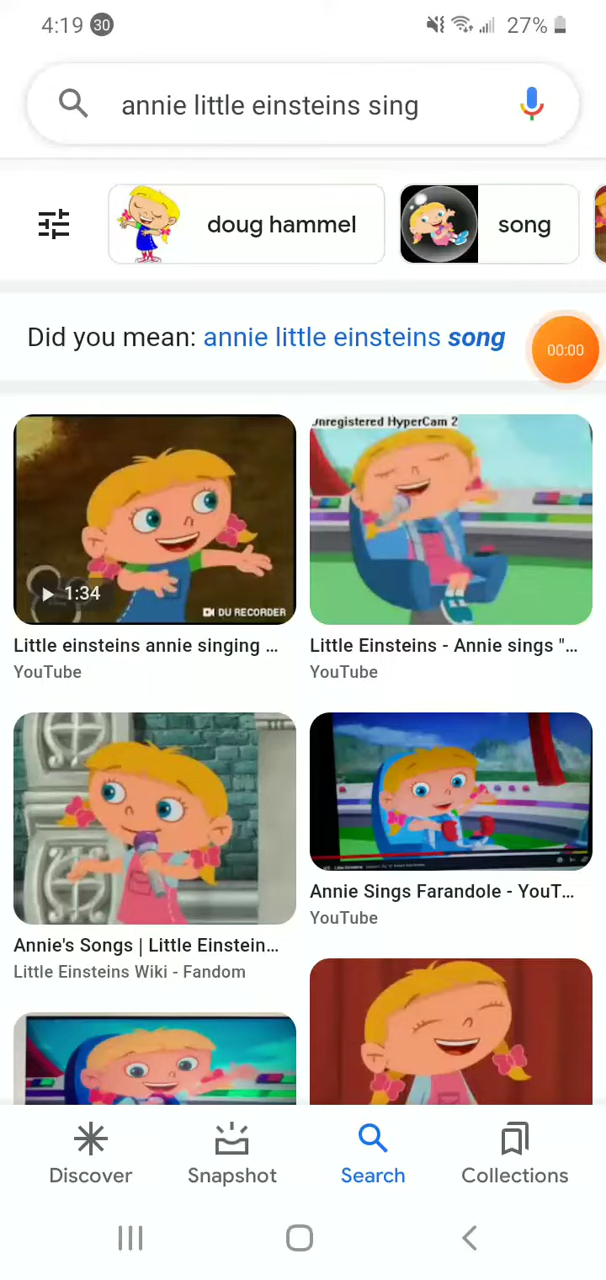 4:19 30 27%
annie little einsteins sing
doug hammel song
Did you mean: annie little einsteins song
00:00
Unregistered HyperCam 2
1:34
DU RECORDER
Little einsteins annie singing ...
YouTube
Little Einsteins - Annie sings "...
YouTube
Annie's Songs | Little Einstein...
Little Einsteins Wiki - Fandom
Annie Sings Farandole - YouT...
YouTube
Discover Snapshot Search Collections